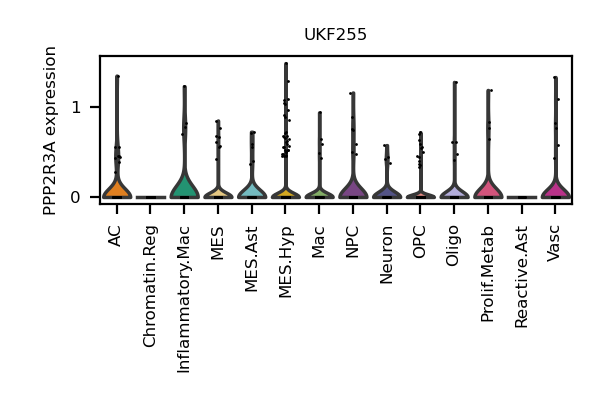 UKF255
PPP2R3A expression
1
0
AC
Chromatin.Reg
Inflammatory.Mac
MES
MES.Ast
MES.Hyp
Mac
NPC
Neuron
OPC
Oligo
Prolif.Metab
Reactive.Ast
Vasc